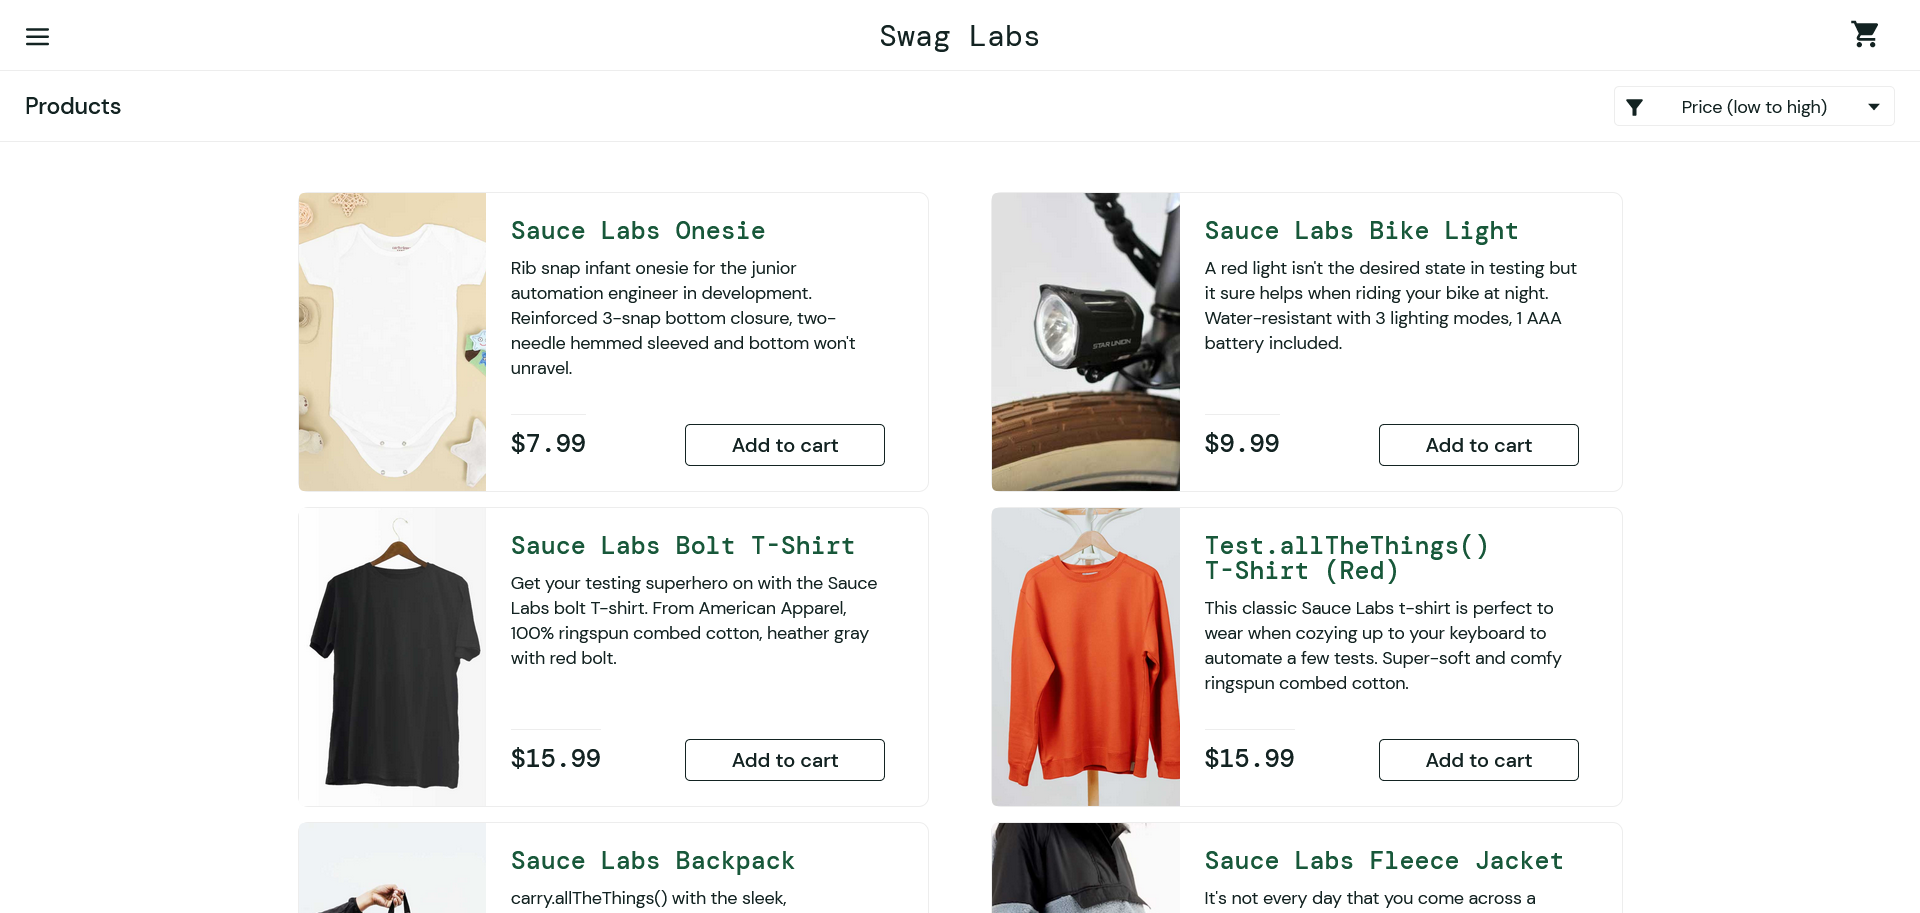 Swag Labs
Products
Price (low to high)
Sauce Labs Onesie
Rib snap infant onesie for the junior
automation engineer in development.
Reinforced 3-snap bottom closure, two-
needle hemmed sleeved and bottom won't
unravel.
$7.99
Add to cart
Sauce Labs Bike Light
A red light isn't the desired state in testing but
it sure helps when riding your bike at night.
Water-resistant with 3 lighting modes, 1 AAA
battery included.
STAR UNION
$9.99
Add to cart
Sauce Labs Bolt T-Shirt
Get your testing superhero on with the Sauce
Labs bolt T-shirt. From American Apparel,
100% ringspun combed cotton, heather gray
with red bolt.
$15.99
Add to cart
Test.allTheThings()
T-Shirt (Red)
This classic Sauce Labs t-shirt is perfect to
wear when cozying up to your keyboard to
automate a few tests. Super-soft and comfy
ringspun combed cotton.
$15.99
Add to cart
Sauce Labs Backpack
carry.allTheThings() with the sleek,
Sauce Labs Fleece Jacket
It's not every day that you come across a